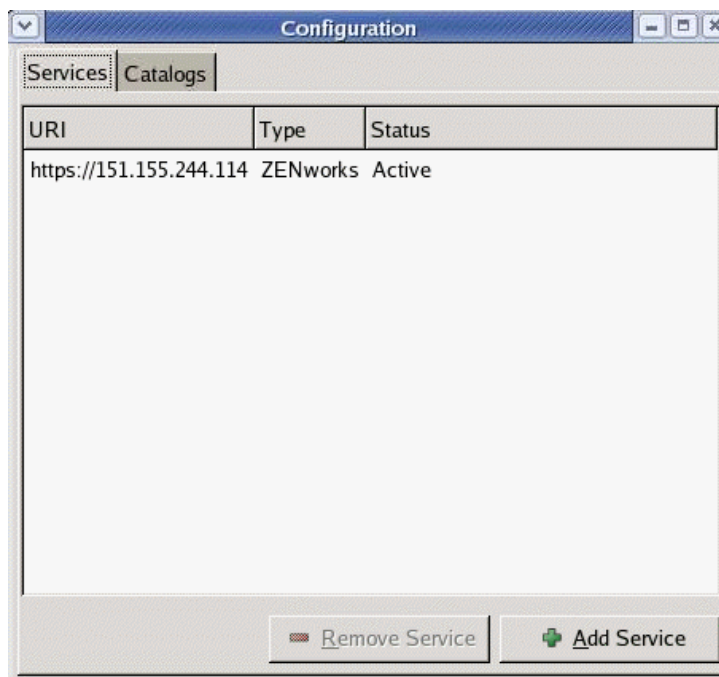 Configuration
Services Catalogs
URI Type Status
https://151.155.244.114 ZENworks Active
Remove Service Add Service